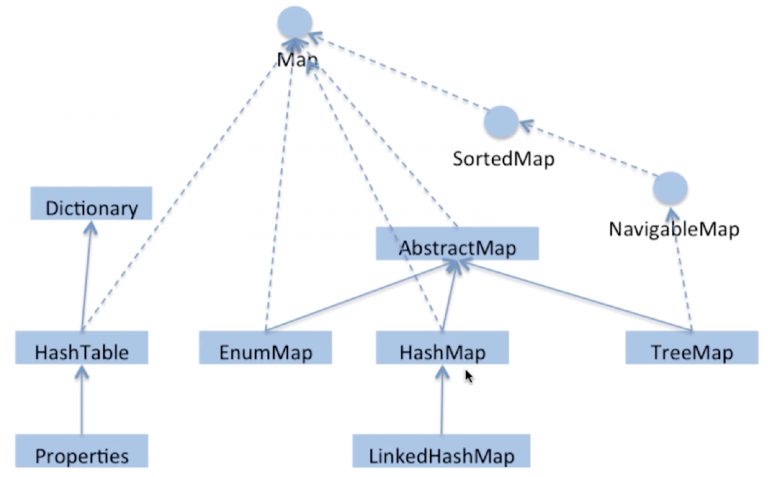 Map
SortedMap
Dictionary
NavigableMap
AbstractMap
HashTable
EnumMap
HashMap
TreeMap
Properties
LinkedHashMap